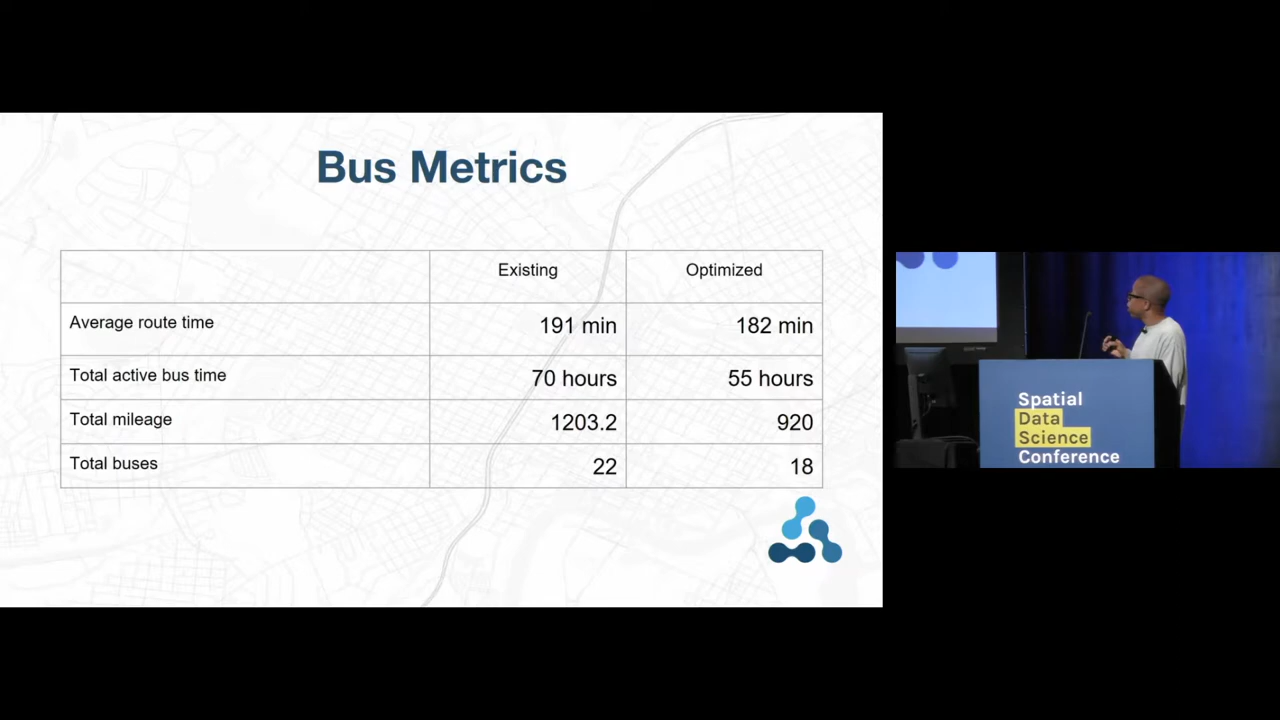 Bus Metrics
Existing Optimized
Average route time 191 min 182 min
Total active bus time 70 hours 55 hours
Total mileage 1203.2 920
Total buses 22 18
Spatial
Data
Science
Conference